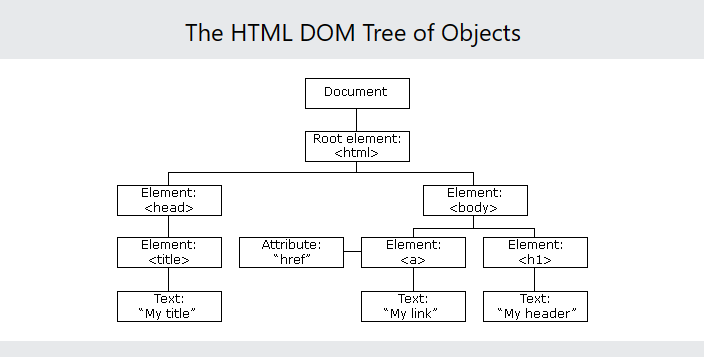 The HTML DOM Tree of Objects
Document
Root element:
<html>
Element:
<head>
Element:
<body>
Element:
<title>
Attribute:
“href”
Element:
<a>
Element:
<h1>
Text:
“My title”
Text:
“My link”
Text:
“My header”